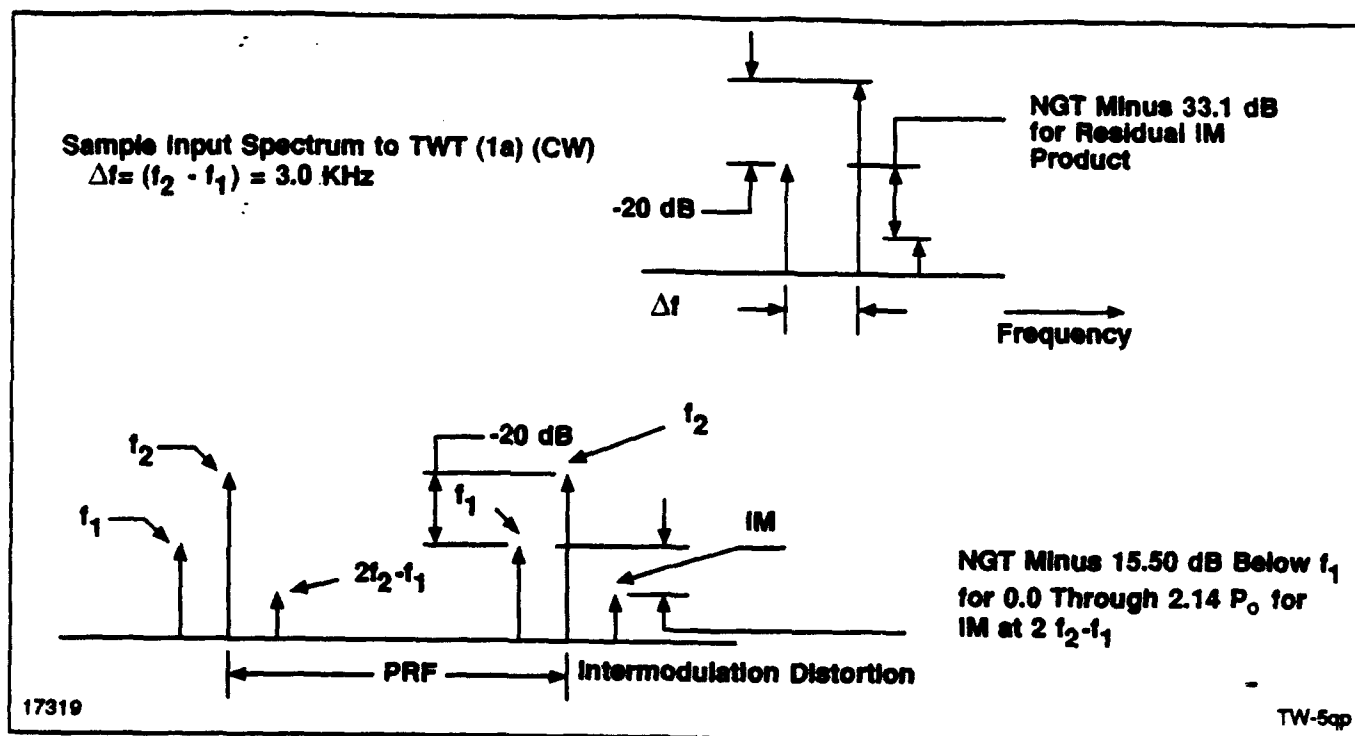 Sample Input Spectrum to TWT (1a) (CW)
Δf= (f2 - f1) = 3.0 KHz
NGT Minus 33.1 dB
for Residual IM
Product
-20 dB
Δf
Frequency
f2
-20 dB
f2
f1
f1
IM
2f2-f1
NGT Minus 15.50 dB Below f1
for 0.0 Through 2.14 Po for
IM at 2 f2-f1
PRF
Intermodulation Distortion
17319
TW-5qp